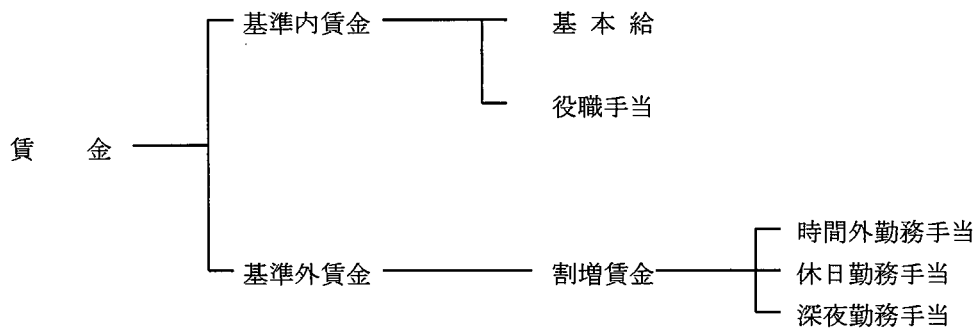 基準内賃金 基 本 給
役職手当
賃 金
時間外勤務手当
基準外賃金 割増賃金 休日勤務手当
深夜勤務手当